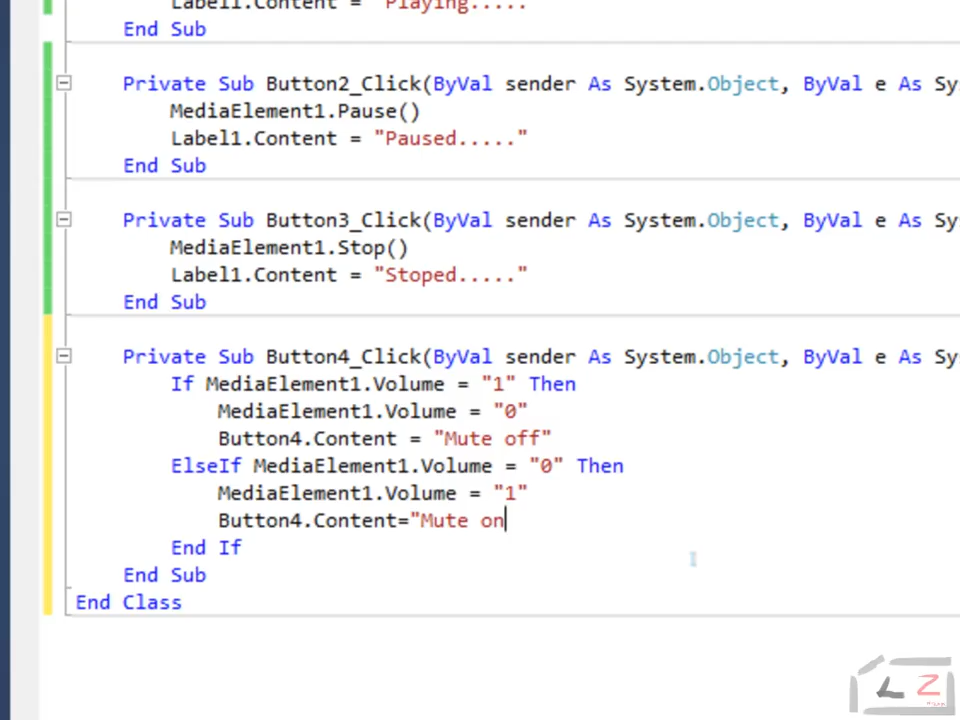 Label1.Content = "Playing.....
End Sub
Private Sub Button2_Click(ByVal sender As System.Object, ByVal e As Sy
MediaElement1.Pause()
Label1.Content = "Paused....."
End Sub
Private Sub Button3_Click(ByVal sender As System.Object, ByVal e As Sy
MediaElement1.Stop()
Label1.Content = "Stoped....."
End Sub
Private Sub Button4_Click(ByVal sender As System.Object, ByVal e As Sy
If MediaElement1.Volume = "1" Then
MediaElement1.Volume = "0"
Button4.Content = "Mute off"
ElseIf MediaElement1.Volume = "0" Then
MediaElement1.Volume = "1"
Button4.Content="Mute on
End If
End Sub
End Class
LZ